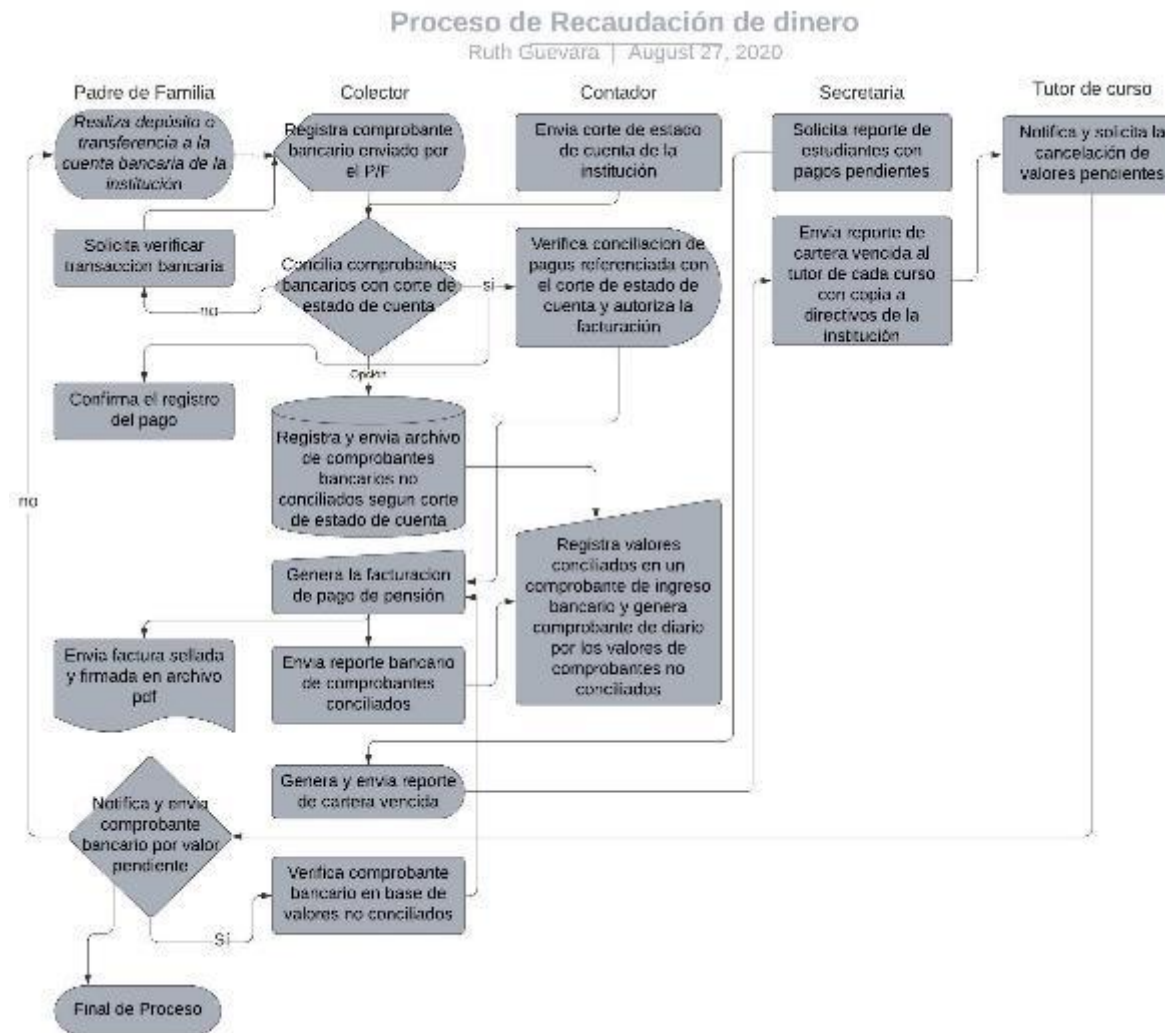 Proceso de Recaudación de dinero
Ruth Guevara | August 27, 2020
Padre de Familia
Colector
Contador
Secretaria
Tutor de curso
Realiza depósito o
transferencia a la
cuenta bancaria de la
institución
Registra comprobante
bancario enviado por
el P/F
Envia corte de estado
de cuenta de la
institución
Solicita reporte de
estudiantes con
pagos pendientes
Notifica y solicita la
cancelación de
valores pencientes
Solicita verificar
transaccion bancaria
Concilia comprobantes
bancarios con corte de
estado de cuenta
no
si
Verifica conciliacion de
pagos referenciada con
el corte de estado de
cuenta y autoriza la
facturación
Envia reporte de
cartera vencida al
tutor de cada curso
con copia a
directivos de la
institución
Opción
Confirma el registro
del pago
Registra y envia archivo
de comprobantes
bancarios no
conciliados segun corte
de estado de cuenta
no
Genera la facturacion
de pago de pensión
Registra valores
conciliados en un
comprobante de ingreso
bancario y genera
comprobante de diario
por los valores de
comprobantes no
conciliados
Envia factura sellada
y firmada en archivo
pdf
Envia reporte bancario
de comprobantes
conciliados
Genera y envia reporte
de cartera vencida
Notifica y envia
comprobante
bancario por valor
pendiente
Verifica comprobante
bancario en base de
valores no conciliados
Sí
Final de Proceso